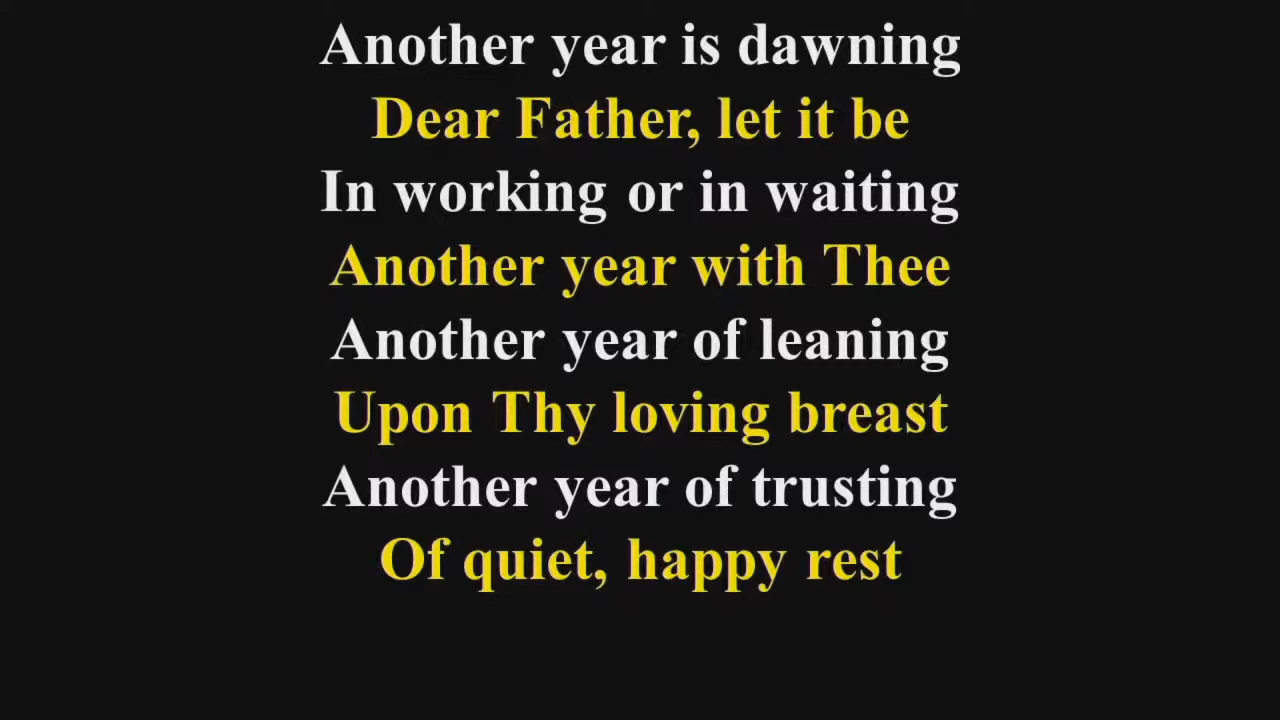 Another year is dawning
Dear Father, let it be
In working or in waiting
Another year with Thee
Another year of leaning
Upon Thy loving breast
Another year of trusting
Of quiet, happy rest